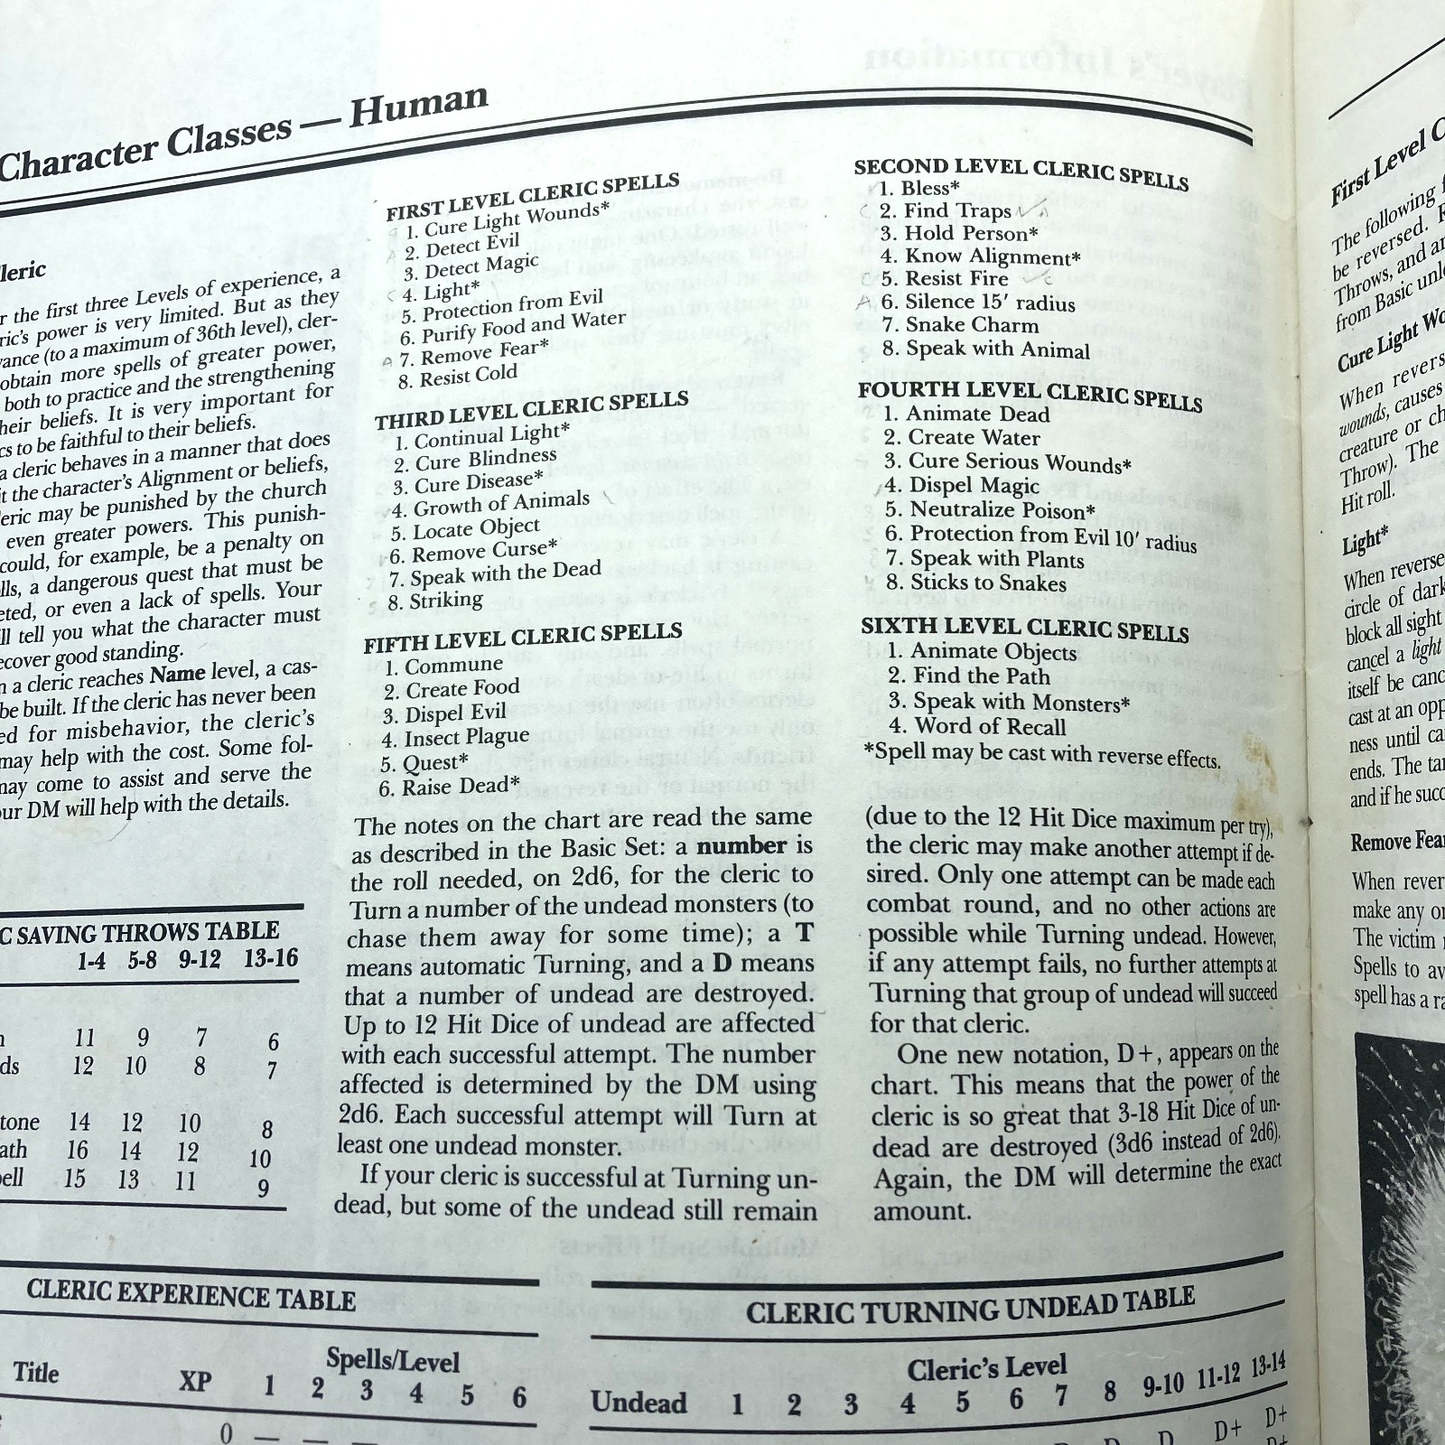 Character Classes — Human
r the first three Levels of experience, a
power is very limited. But as they
(to a maximum of 36th level), cler-
obtain more spells of greater power,
both to practice and the strengthening
beliefs. It is very important for
to be faithful to their beliefs.
a cleric behaves in a manner that does
the character's Alignment or beliefs,
may be punished by the church
even greater powers. This punish-
could, for example, be a penalty on
a dangerous quest that must be
or even a lack of spells. Your
tell you what the character must
good standing.
a cleric reaches Name level, a cas-
be built. If the cleric has never been
for misbehavior, the cleric's
may help with the cost. Some fol-
may come to assist and serve the
DM will help with the details.
SAVING THROWS TABLE
1-4 5-8 9-12 13-16
11 9 7 6
12 10 8 7
14 12 10 8
16 14 12 10
15 13 11 9
FIRST LEVEL CLERIC SPELLS
1. Cure Light Wounds*
2. Detect Evil
3. Detect Magic
4. Light*
5. Protection from Evil
6. Purify Food and Water
7. Remove Fear*
8. Resist Cold
THIRD LEVEL CLERIC SPELLS
1. Continual Light*
2. Cure Blindness
3. Cure Disease*
4. Growth of Animals
5. Locate Object
6. Remove Curse*
7. Speak with the Dead
8. Striking
FIFTH LEVEL CLERIC SPELLS
1. Commune
2. Create Food
3. Dispel Evil
4. Insect Plague
5. Quest*
6. Raise Dead*
The notes on the chart are read the same
as described in the Basic Set: a number is
the roll needed, on 2d6, for the cleric to
Turn a number of the undead monsters (to
chase them away for some time); a T
means automatic Turning, and a D means
that a number of undead are destroyed.
Up to 12 Hit Dice of undead are affected
with each successful attempt. The number
affected is determined by the DM using
2d6. Each successful attempt will Turn at
least one undead monster.
If your cleric is successful at Turning un-
dead, but some of the undead still remain
SECOND LEVEL CLERIC SPELLS
1. Bless*
2. Find Traps
3. Hold Person*
4. Know Alignment*
5. Resist Fire
6. Silence 15' radius
7. Snake Charm
8. Speak with Animal
FOURTH LEVEL CLERIC SPELLS
1. Animate Dead
2. Create Water
3. Cure Serious Wounds*
4. Dispel Magic
5. Neutralize Poison*
6. Protection from Evil 10' radius
7. Speak with Plants
8. Sticks to Snakes
SIXTH LEVEL CLERIC SPELLS
1. Animate Objects
2. Find the Path
3. Speak with Monsters*
4. Word of Recall
*Spell may be cast with reverse effects.
(due to the 12 Hit Dice maximum per try),
the cleric may make another attempt if de-
sired. Only one attempt can be made each
combat round, and no other actions are
possible while Turning undead. However,
if any attempt fails, no further attempts at
Turning that group of undead will succeed
for that cleric.
One new notation, D+, appears on the
chart. This means that the power of the
cleric is so great that 3-18 Hit Dice of un-
dead are destroyed (3d6 instead of 2d6).
Again, the DM will determine the exact
amount.
CLERIC EXPERIENCE TABLE
Spells/Level
Title XP 1 2 3 4 5 6
0 — — —
CLERIC TURNING UNDEAD TABLE
Cleric's Level
Undead 1 2 3 4 5 6 7 8 9-10 11-12 13-14
D D+ D+
First Level
The following
be reversed.
Throws, and
from Basic
Cure Light
When
wounds, causes
creature or
Throw). The
Hit roll.
Light*
When
circle of
block all sight
cancel a light
itself be
cast at an
ness until
ends. The
and if he
Remove
When
make any
The victim
Spells to
spell has a